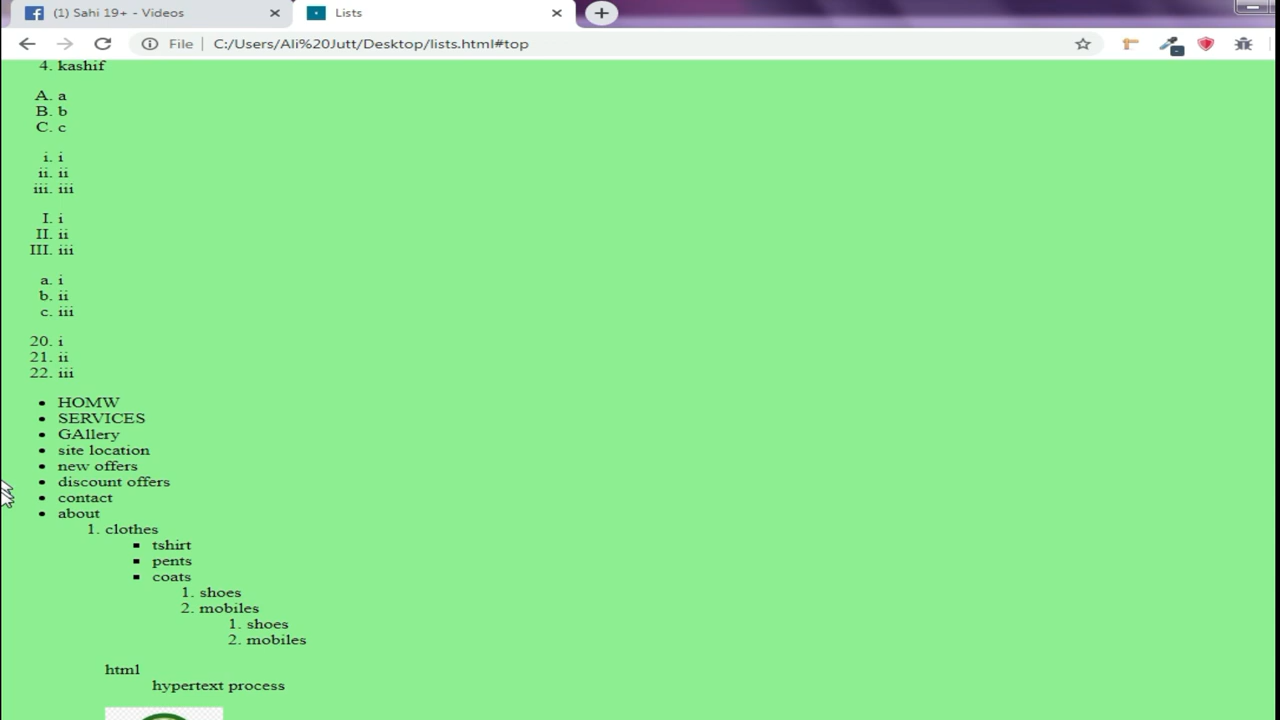 (1) Sahi 19+ - Videos
Lists
File
C:/Users/Ali%20Jutt/Desktop/lists.html#top
4. kashif
A. a
B. b
C. c
i. i
ii. ii
iii. iii
I. i
II. ii
III. iii
a. i
b. ii
c. iii
20. i
21. ii
22. iii
• HOMW
• SERVICES
• GAllery
• site location
• new offers
• discount offers
• contact
• about
1. clothes
▪ tshirt
▪ pents
▪ coats
1. shoes
2. mobiles
1. shoes
2. mobiles
html
hypertext process